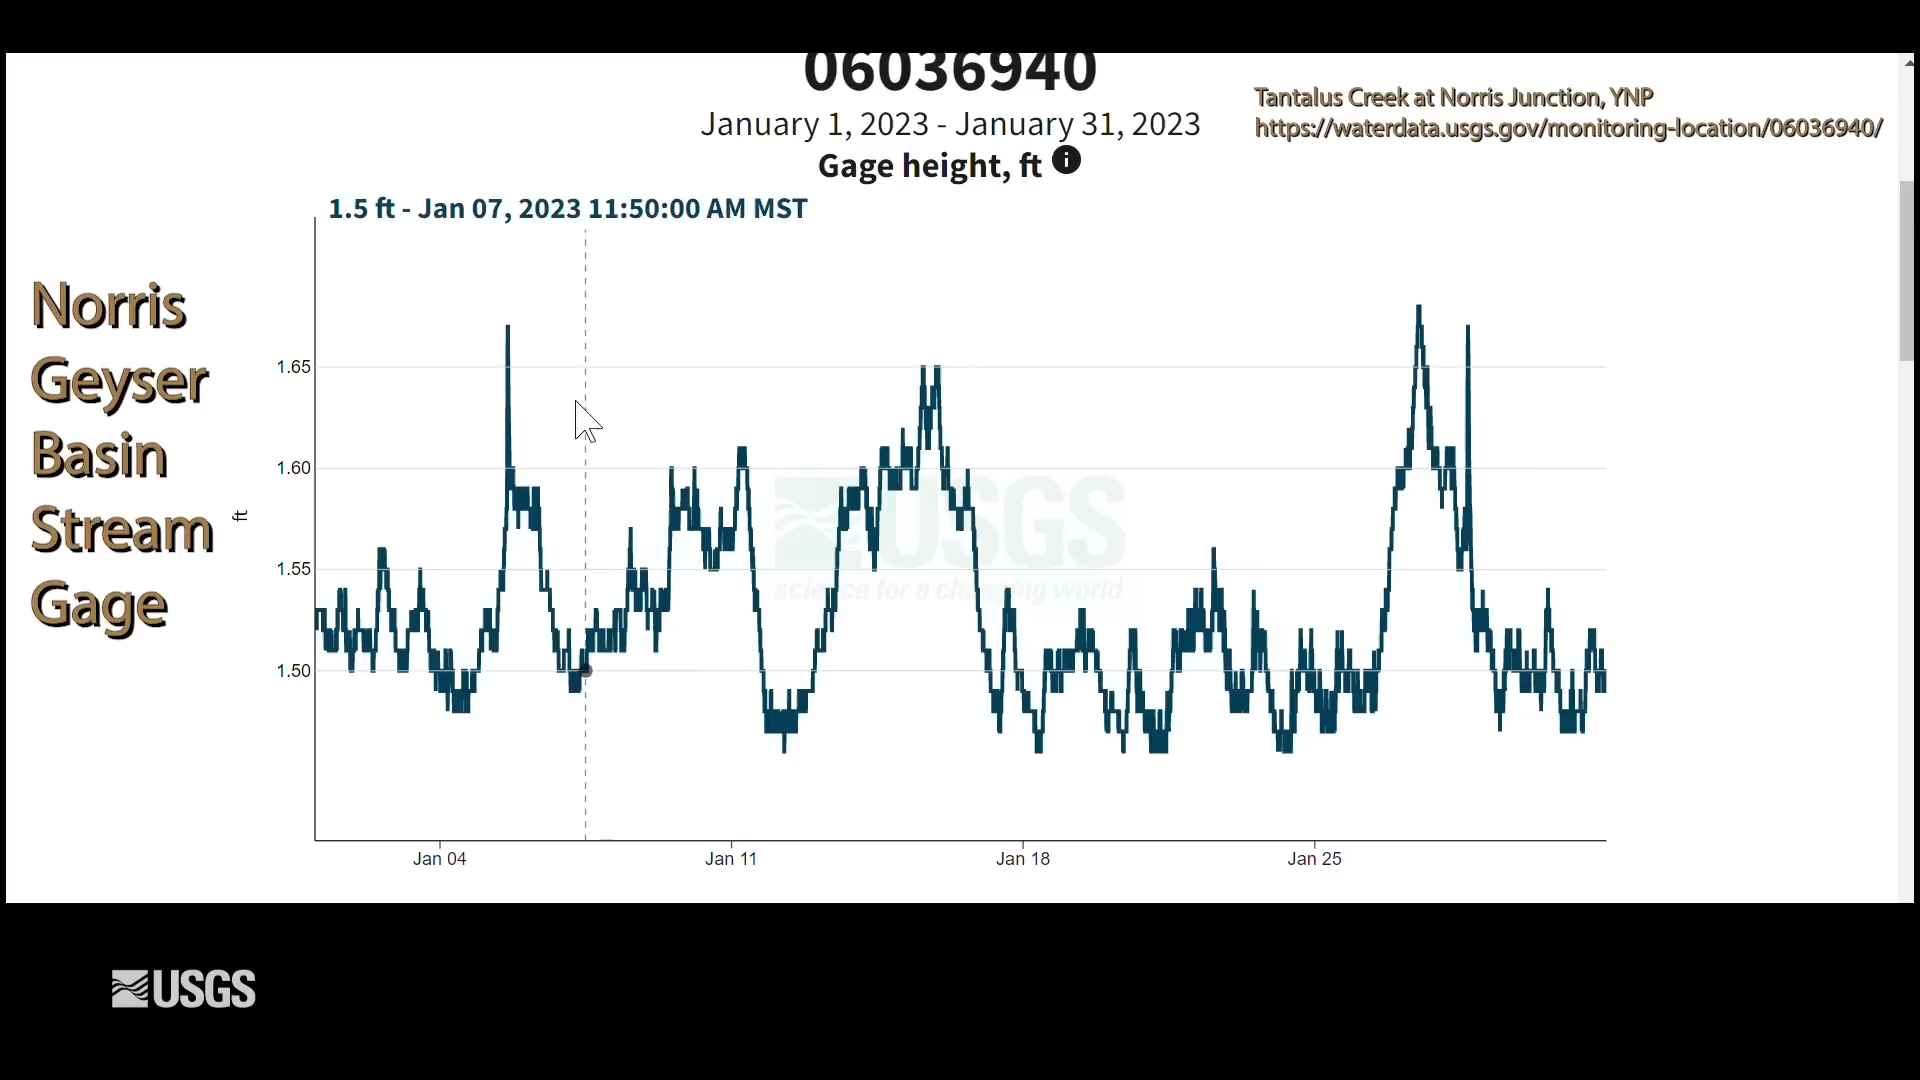 06036940
January 1, 2023 - January 31, 2023
Gage height, ft i
Tantalus Creek at Norris Junction, YNP
https://waterdata.usgs.gov/monitoring-location/06036940/
1.5 ft - Jan 07, 2023 11:50:00 AM MST
Norris
Geyser
Basin
Stream
Gage
ft
1.65
1.60
1.55
1.50
USGS
science for a changing world
Jan 04
Jan 11
Jan 18
Jan 25
USGS